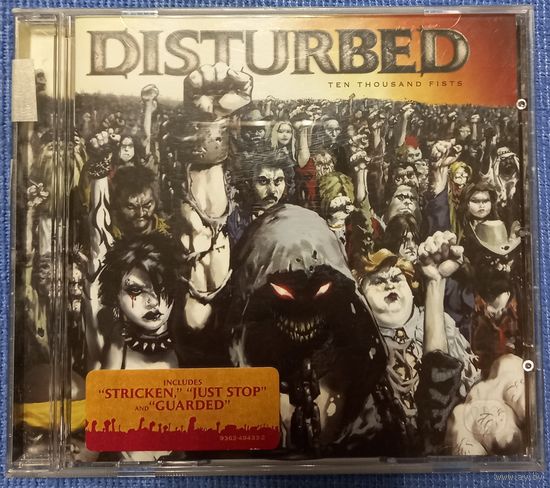 DISTURBED
TEN THOUSAND FISTS
INCLUDES
"STRICKEN," "JUST STOP"
AND "GUARDED"
9362-49433-2